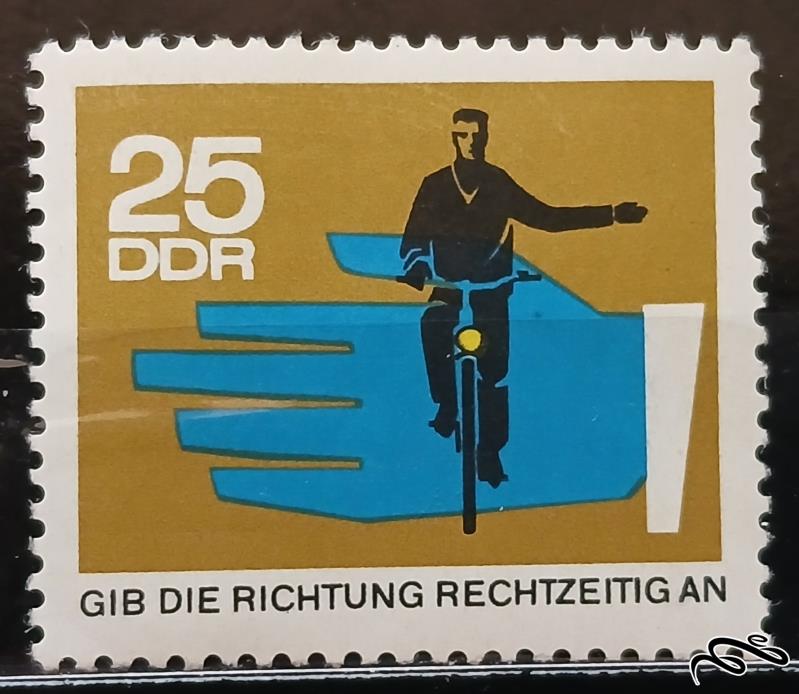 25
DDR
GIB DIE RICHTUNG RECHTZEITIG AN